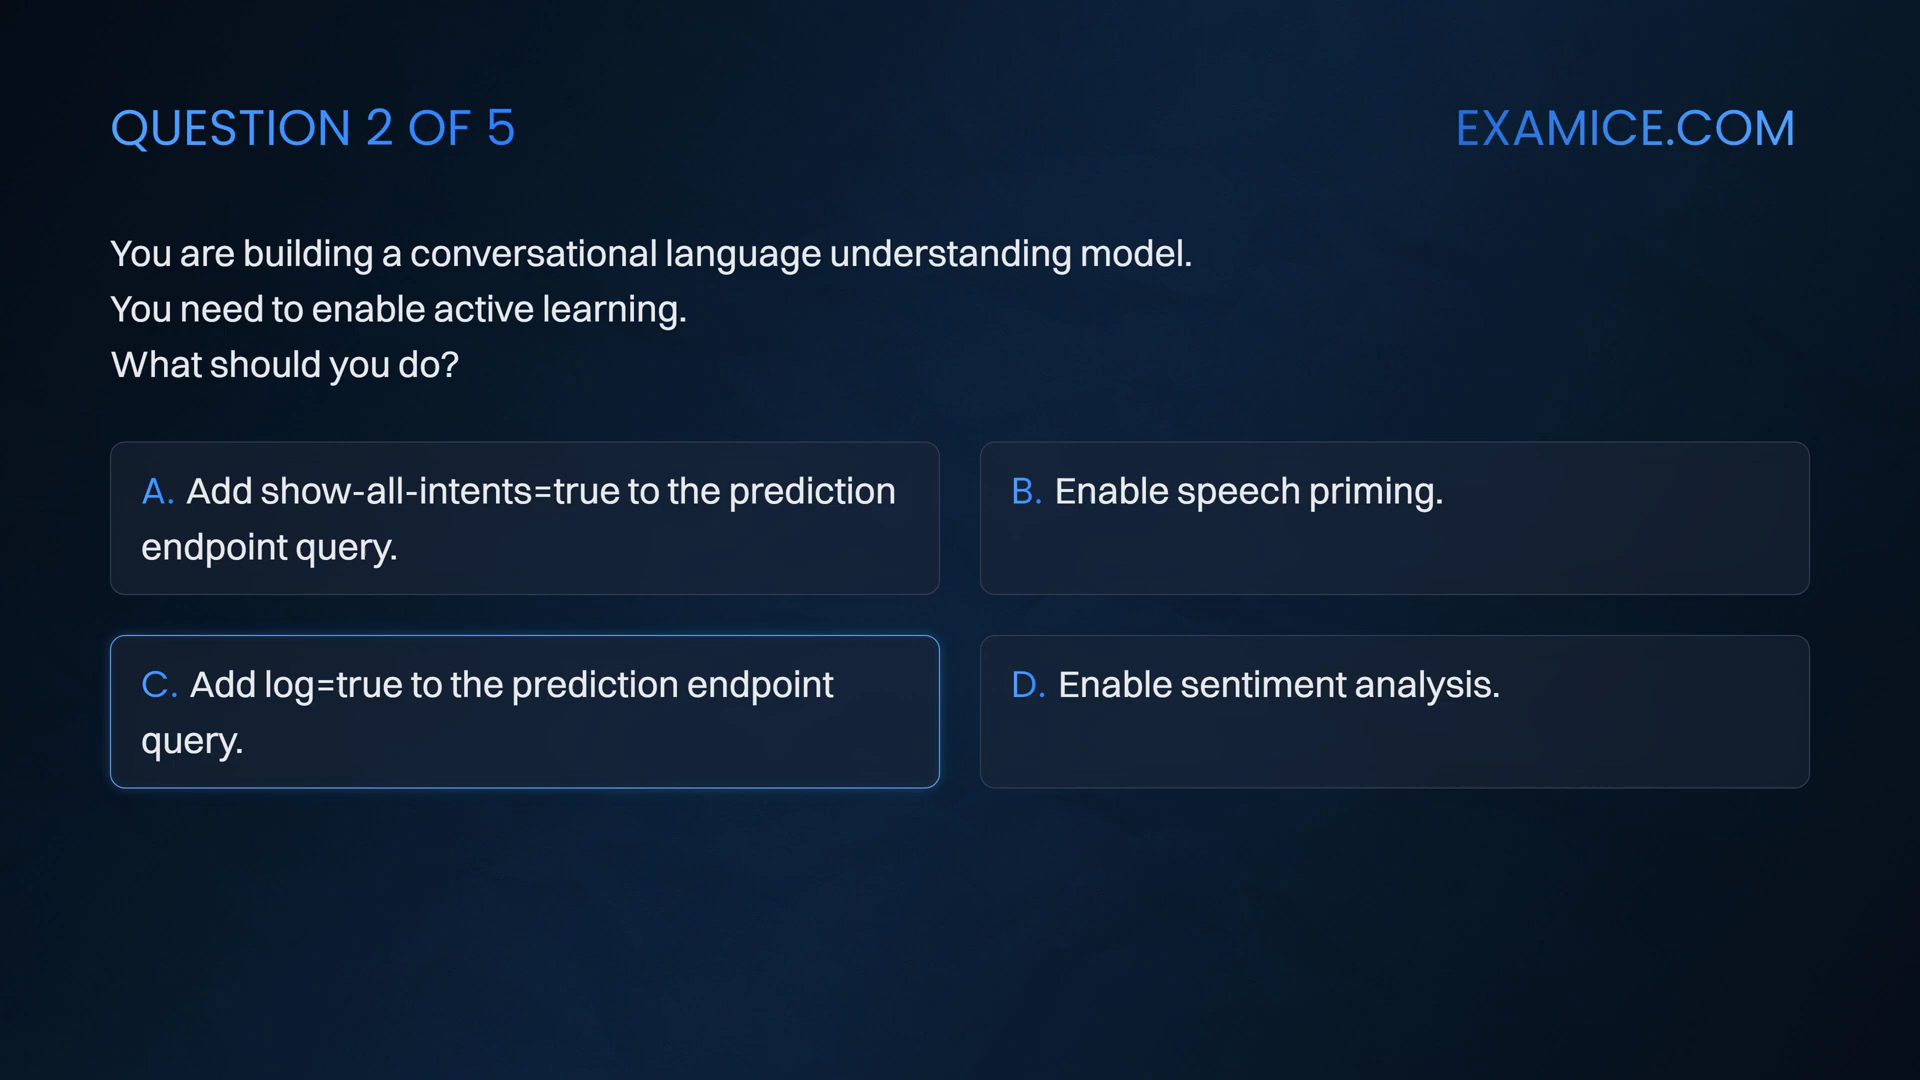 QUESTION 2 OF 5
EXAMICE.COM
You are building a conversational language understanding model.
You need to enable active learning.
What should you do?
A. Add show-all-intents=true to the prediction
endpoint query.
B. Enable speech priming.
C. Add log=true to the prediction endpoint
query.
D. Enable sentiment analysis.